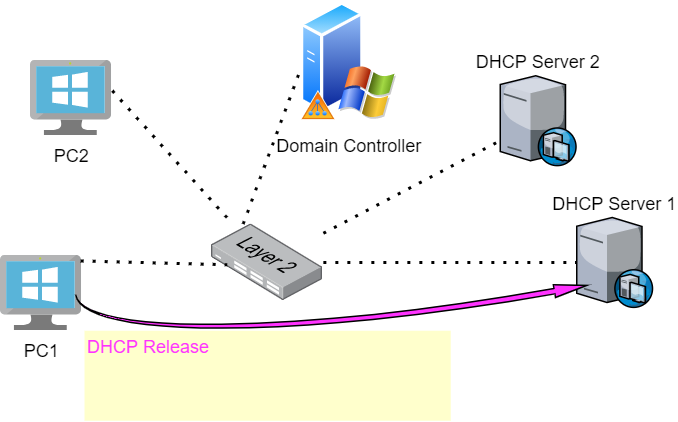 DHCP Server 2
Domain Controller
PC2
DHCP Server 1
Layer 2
PC1
DHCP Release